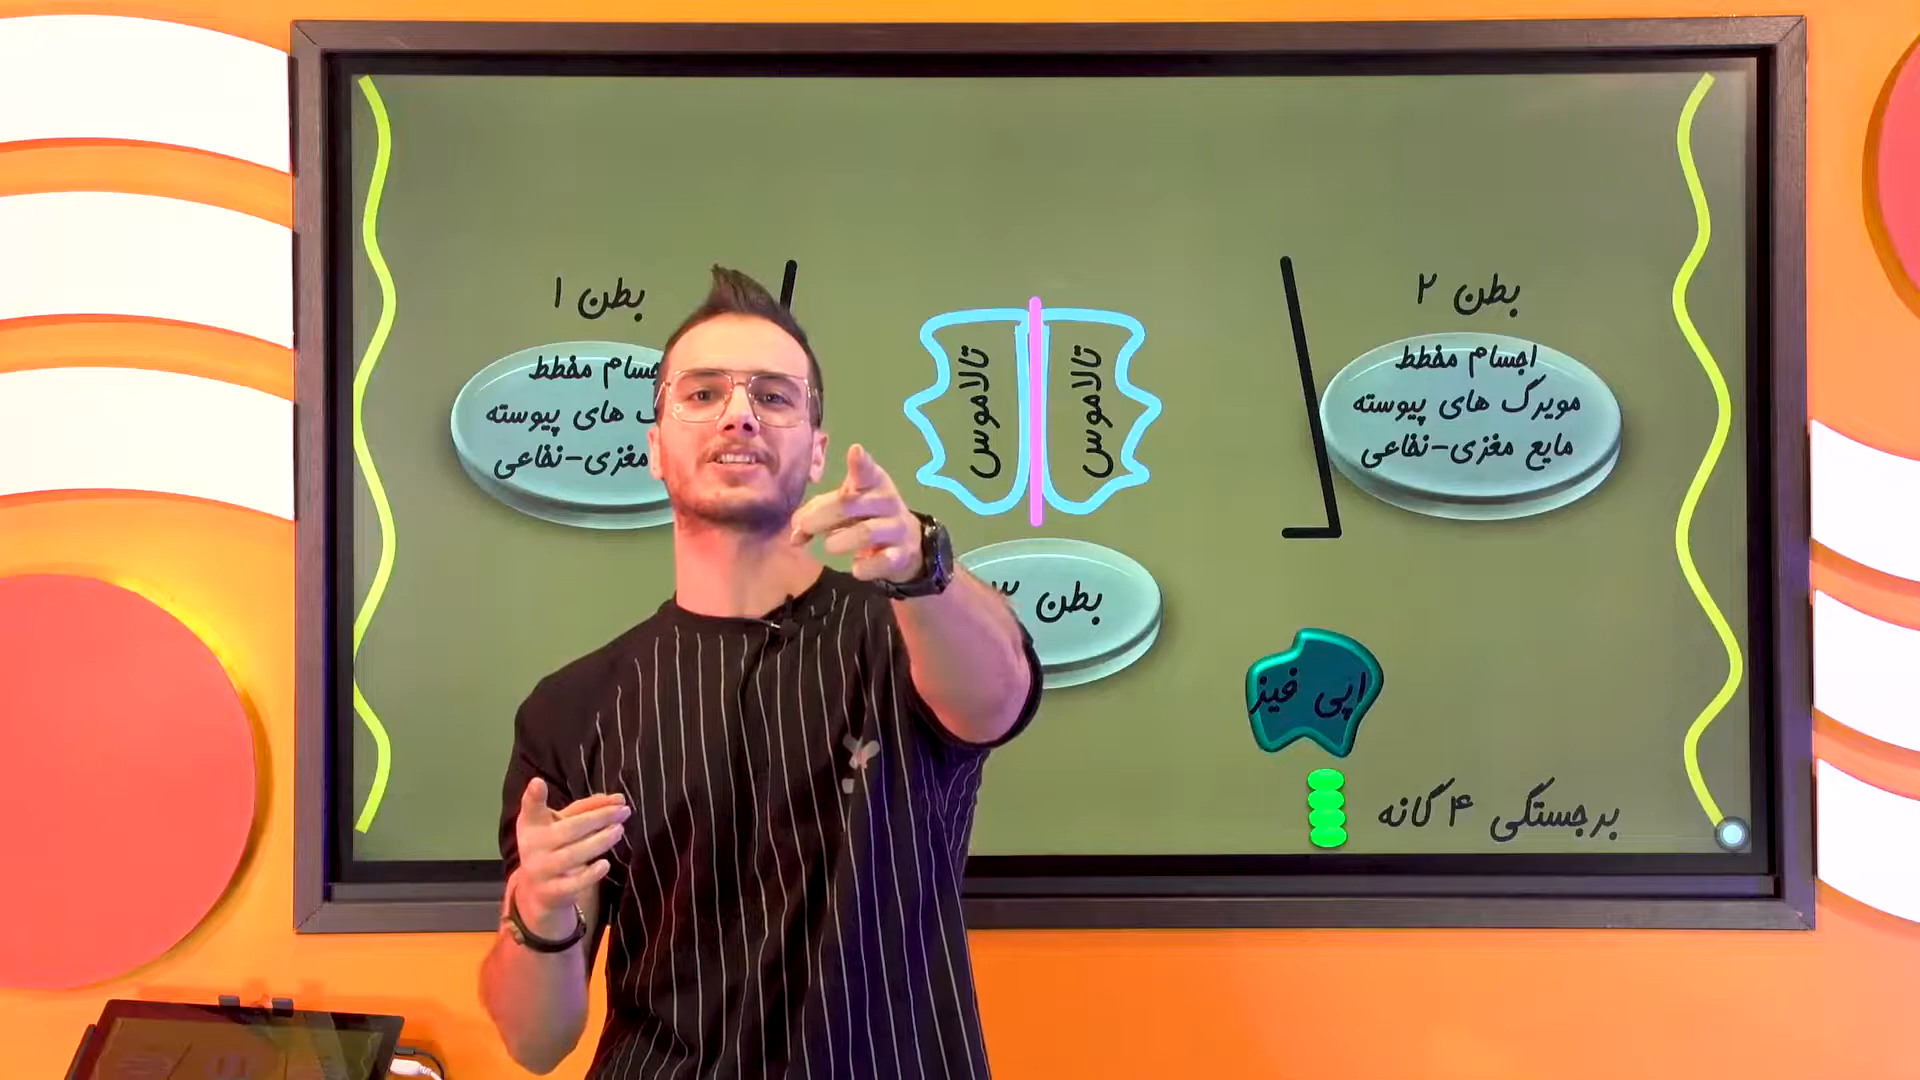 بطن ۲
اجسام مخطط
مویرگ های پیوسته
مایع مغزی-نخاعی
تالاموس
تالاموس
بطن ۱
مخطط
های پیوسته
مغزی-نخاعی
بطن ۳
اپی فیز
برجستگی ۴ گانه